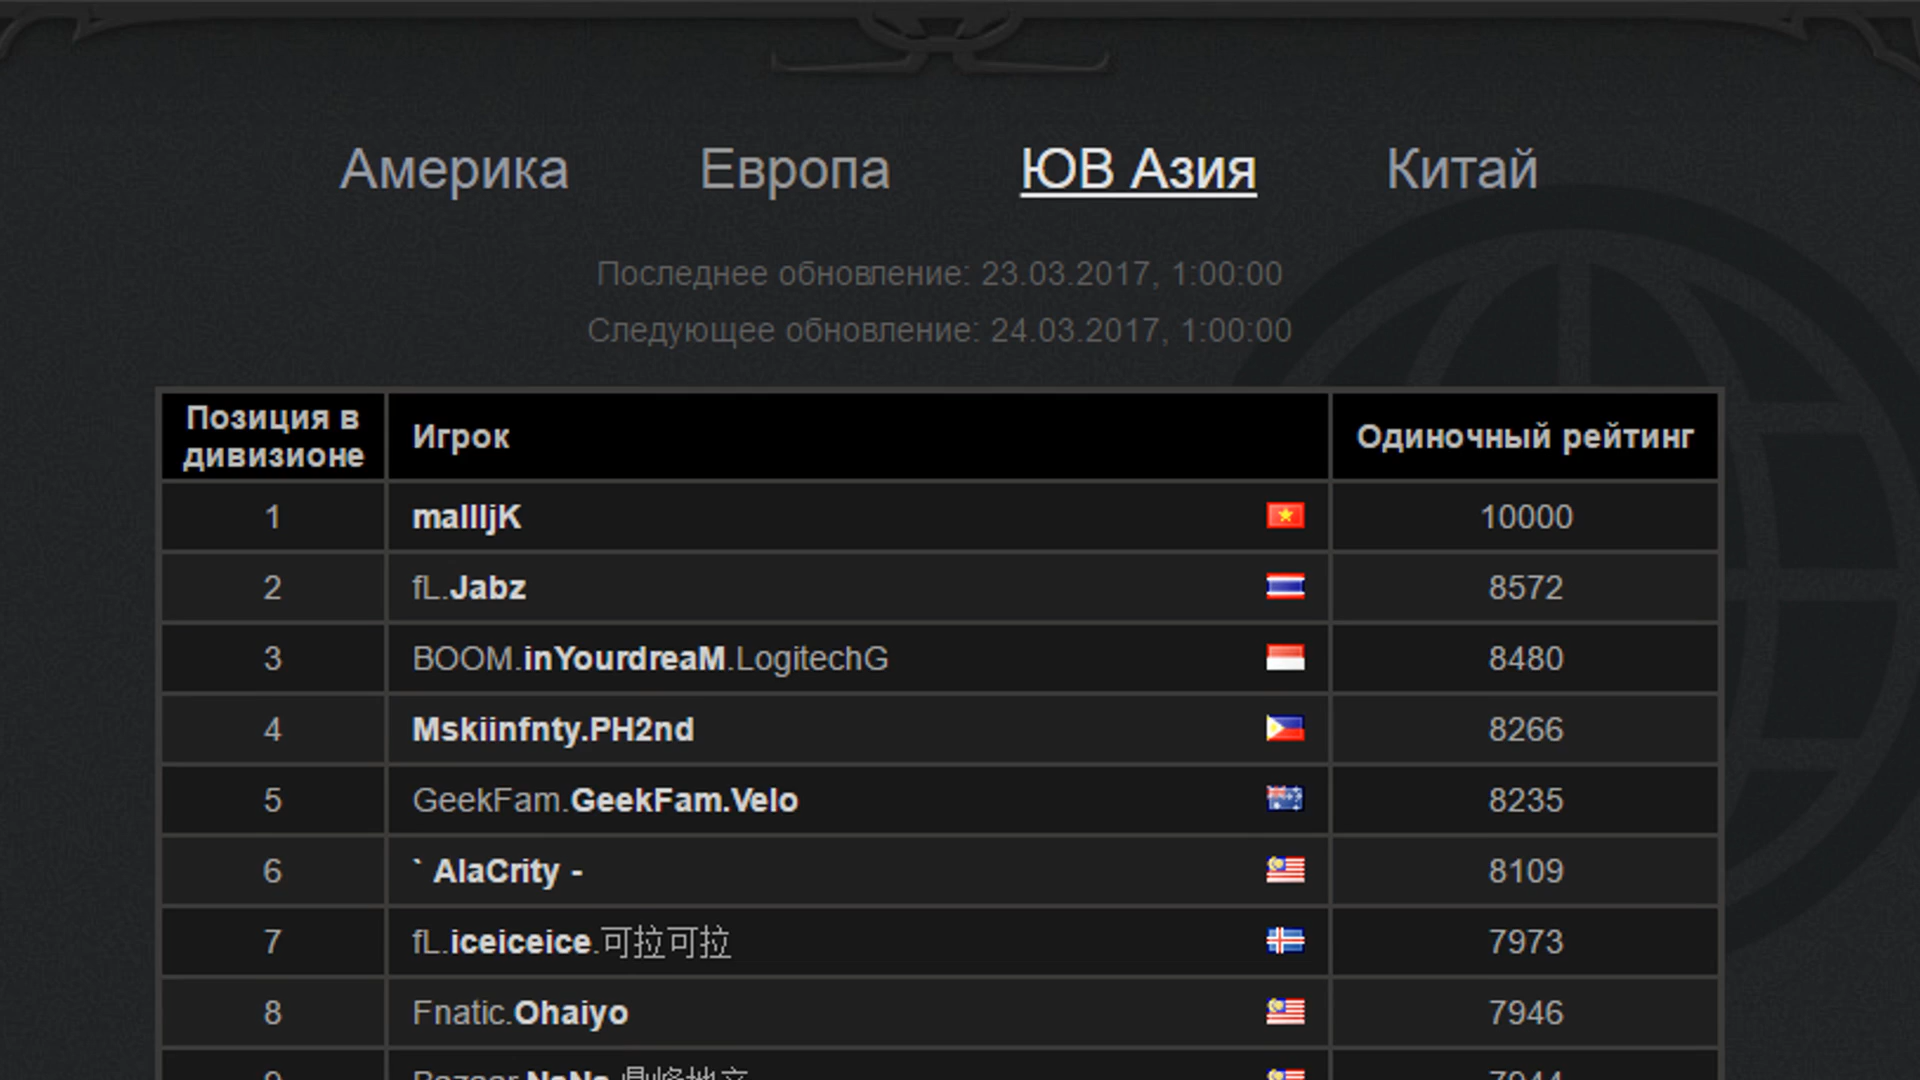 Америка Европа ЮВ Азия Китай
Последнее обновление: 23.03.2017, 1:00:00
Следующее обновление: 24.03.2017, 1:00:00
Позиция в дивизионе Игрок Одиночный рейтинг
1 mallljK 10000
2 fL.Jabz 8572
3 BOOM.inYourdreaM.LogitechG 8480
4 Mskiinfnty.PH2nd 8266
5 GeekFam.GeekFam.Velo 8235
6 ` AlaCrity - 8109
7 fL.iceiceice.可拉可拉 7973
8 Fnatic.Ohaiyo 7946
9 7944